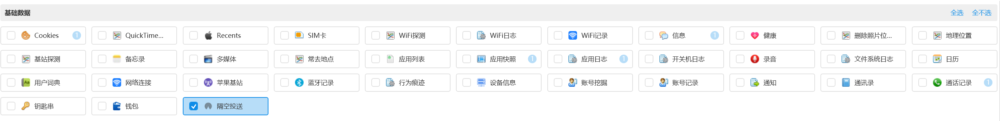 基础数据 全选 全不选
Cookies 1 QuickTime... Recents SIM卡 WiFi探测 WiFi日志 WiFi记录 信息 1 健康 删除照片位... 地理位置
基站探测 备忘录 多媒体 常去地点 应用列表 应用快照 1 应用日志 1 开关机日志 录音 文件系统日志 日历
用户词典 网络连接 苹果基站 蓝牙记录 行为痕迹 设备信息 账号挖掘 账号记录 通知 通讯录 通话记录 1
钥匙串 钱包 隔空投送